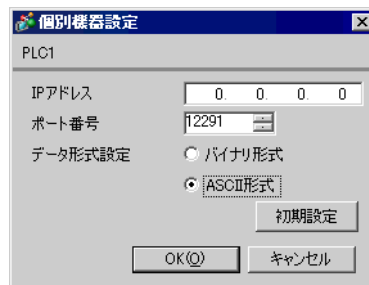 個別機器設定
PLC1
IPアドレス 0. 0. 0. 0
ポート番号 12291
データ形式設定 バイナリ形式
ASCII形式
初期設定
OK(O) キャンセル